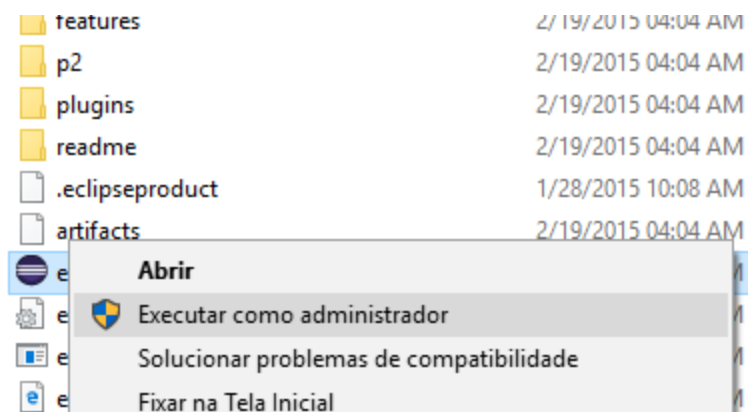 features 2/19/2015 04:04 AM
p2 2/19/2015 04:04 AM
plugins 2/19/2015 04:04 AM
readme 2/19/2015 04:04 AM
.eclipseproduct 1/28/2015 10:08 AM
artifacts 2/19/2015 04:04 AM
e Abrir
e Executar como administrador
e Solucionar problemas de compatibilidade
e Fixar na Tela Inicial